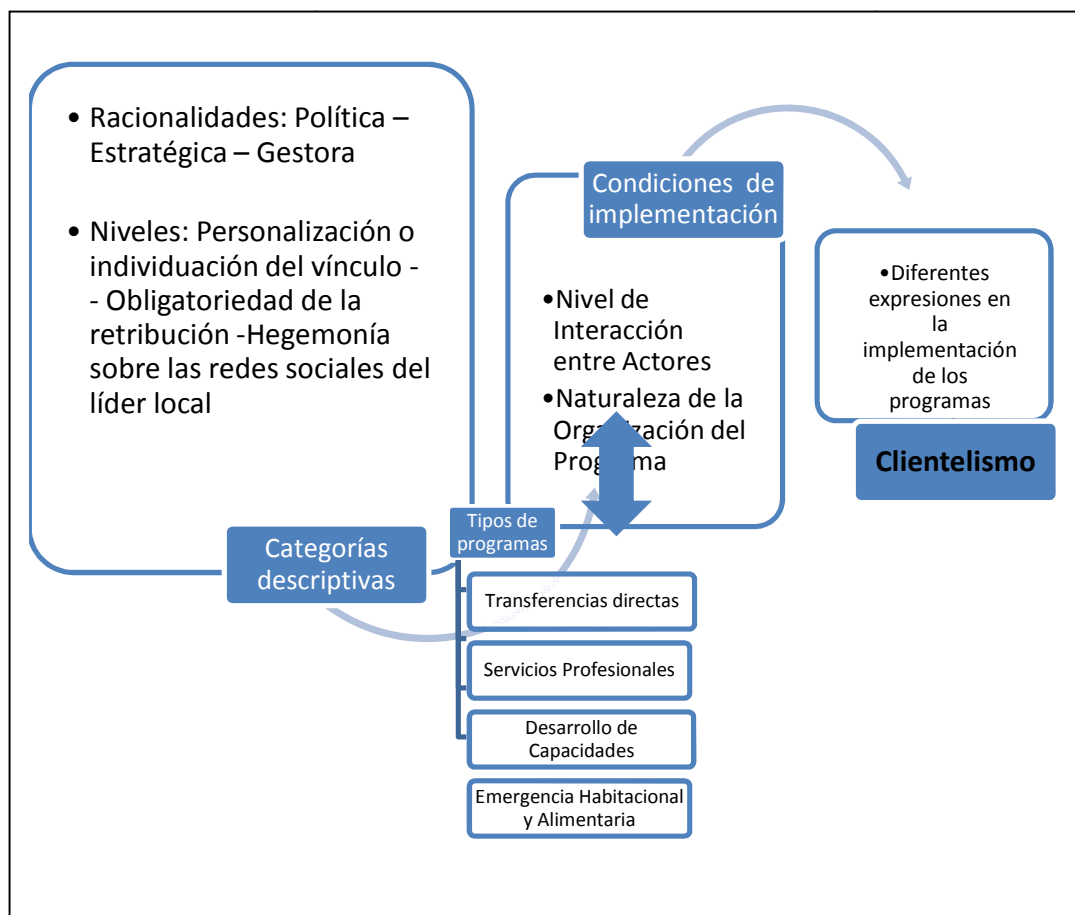 • Racionalidades: Política –
Estratégica – Gestora
• Niveles: Personalización o
individuación del vínculo -
- Obligatoriedad de la
retribución -Hegemonía
sobre las redes sociales del
líder local
Categorías
descriptivas
Condiciones de
implementación
•Nivel de
Interacción
entre Actores
•Naturaleza de la
Organización del
Programa
Tipos de
programas
Transferencias directas
Servicios Profesionales
Desarrollo de
Capacidades
Emergencia Habitacional
y Alimentaria
•Diferentes
expresiones en
la
implementación
de los
programas
Clientelismo